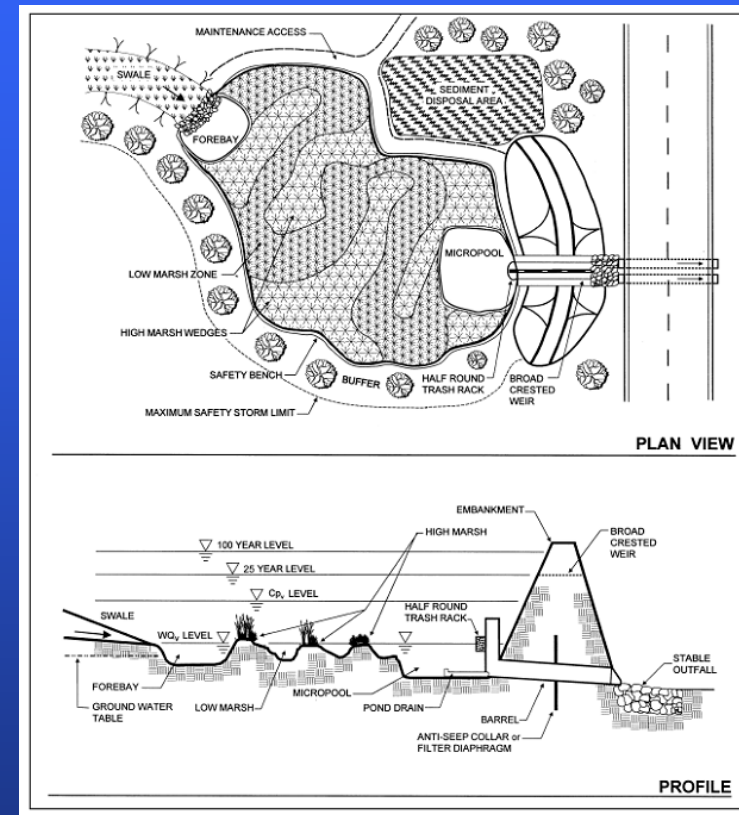 MAINTENANCE ACCESS
SWALE
SEDIMENT
DISPOSAL AREA
FOREBAY
MICROPOOL
LOW MARSH ZONE
HIGH MARSH WEDGES
SAFETY BENCH
BUFFER
HALF ROUND
TRASH RACK
BROAD
CRESTED
WEIR
MAXIMUM SAFETY STORM LIMIT
PLAN VIEW
EMBANKMENT
HIGH MARSH
BROAD
CRESTED
WEIR
100 YEAR LEVEL
25 YEAR LEVEL
Cpv LEVEL
HALF ROUND
TRASH RACK
SWALE
WQv LEVEL
STABLE
OUTFALL
FOREBAY
MICROPOOL
GROUND WATER
TABLE
LOW MARSH
POND DRAIN
BARREL
ANTI-SEEP COLLAR or
FILTER DIAPHRAGM
PROFILE